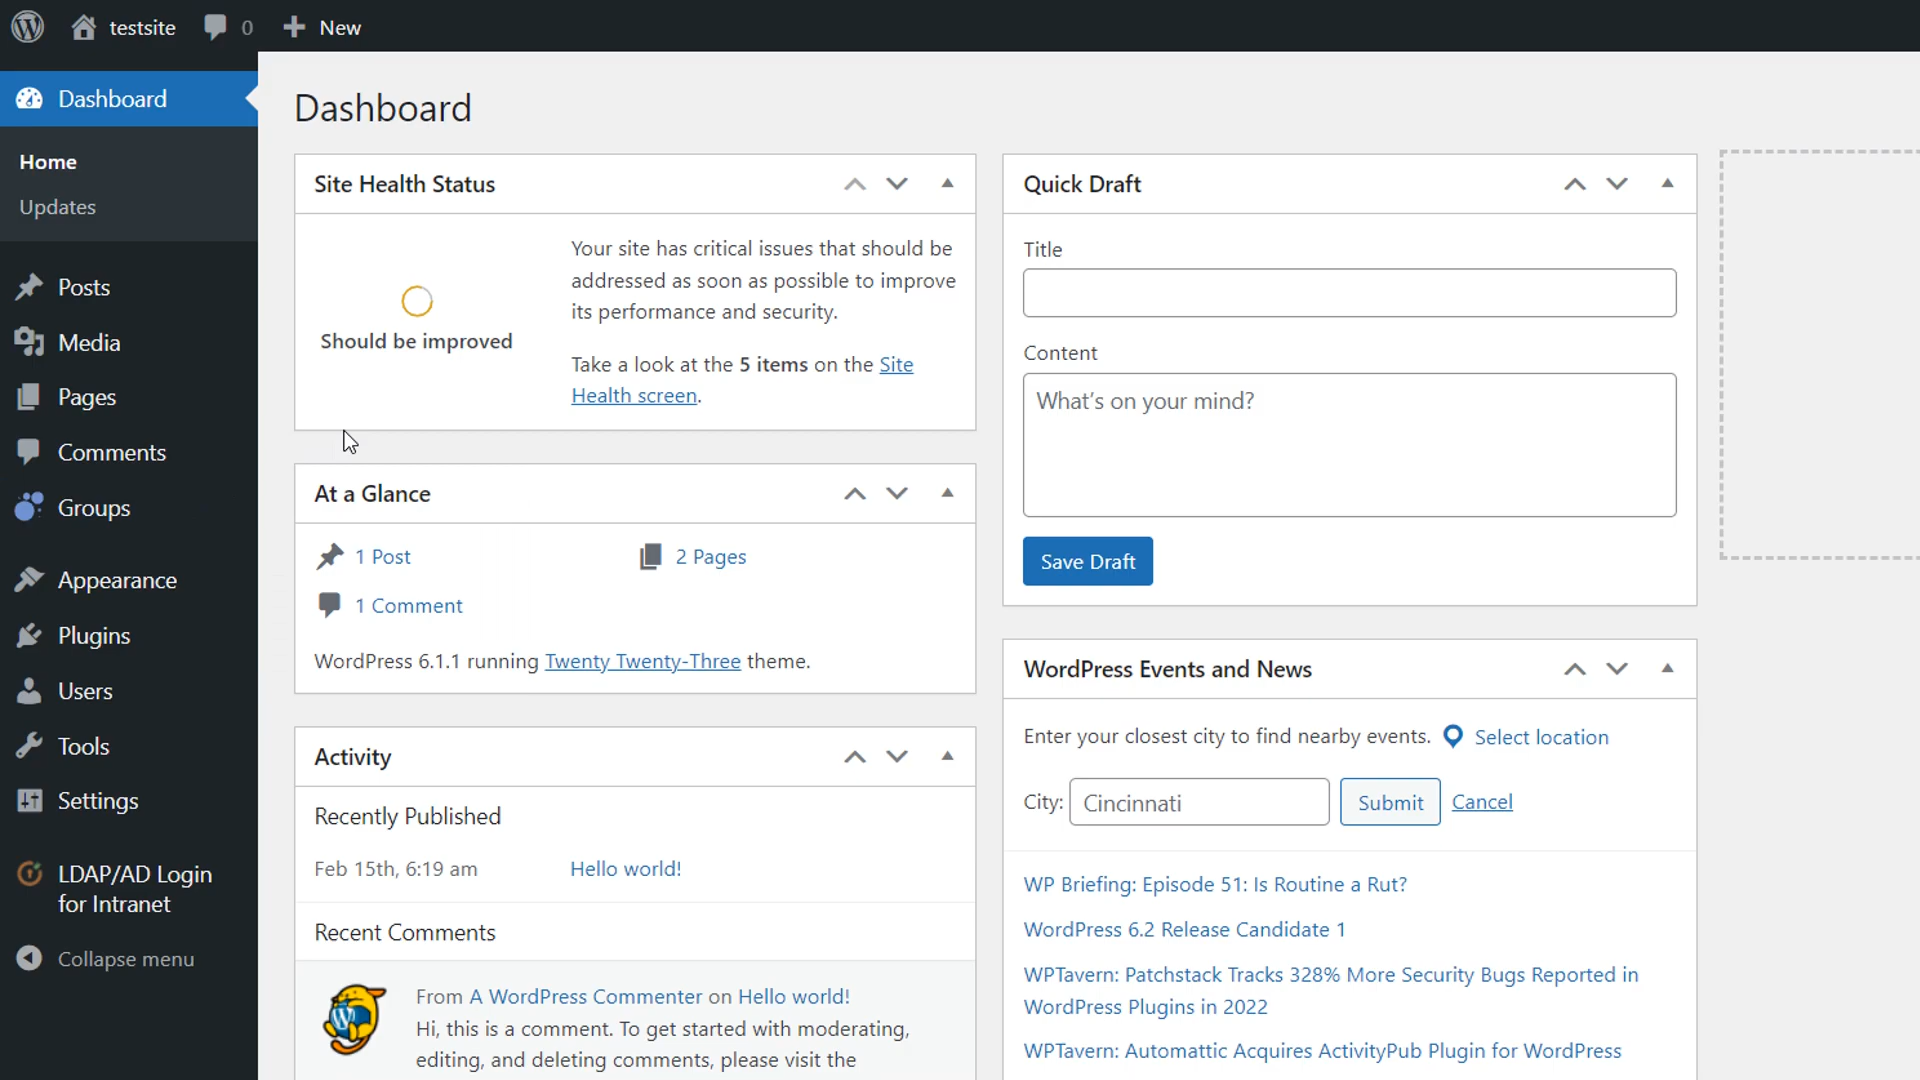 testsite
0
New
Dashboard
Home
Updates
Posts
Media
Pages
Comments
Groups
Appearance
Plugins
Users
Tools
Settings
LDAP/AD Login
for Intranet
Collapse menu
Dashboard
Site Health Status
Should be improved
Your site has critical issues that should be
addressed as soon as possible to improve
its performance and security.
Take a look at the 5 items on the Site
Health screen.
At a Glance
1 Post
2 Pages
1 Comment
WordPress 6.1.1 running Twenty Twenty-Three theme.
Activity
Recently Published
Feb 15th, 6:19 am
Hello world!
Recent Comments
From A WordPress Commenter on Hello world!
Hi, this is a comment. To get started with moderating,
editing, and deleting comments, please visit the
Quick Draft
Title
Content
What's on your mind?
Save Draft
WordPress Events and News
Enter your closest city to find nearby events.
Select location
City:
Cincinnati
Submit
Cancel
WP Briefing: Episode 51: Is Routine a Rut?
WordPress 6.2 Release Candidate 1
WPTavern: Patchstack Tracks 328% More Security Bugs Reported in
WordPress Plugins in 2022
WPTavern: Automattic Acquires ActivityPub Plugin for WordPress